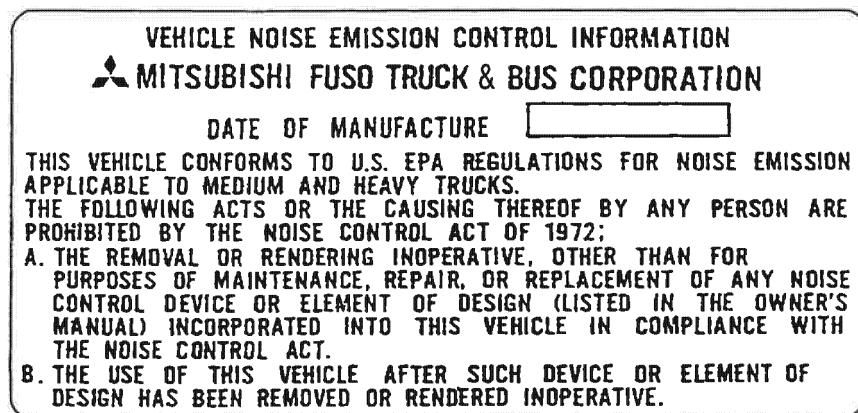 VEHICLE NOISE EMISSION CONTROL INFORMATION
MITSUBISHI FUSO TRUCK & BUS CORPORATION
DATE OF MANUFACTURE
THIS VEHICLE CONFORMS TO U.S. EPA REGULATIONS FOR NOISE EMISSION
APPLICABLE TO MEDIUM AND HEAVY TRUCKS.
THE FOLLOWING ACTS OR THE CAUSING THEREOF BY ANY PERSON ARE
PROHIBITED BY THE NOISE CONTROL ACT OF 1972:
A. THE REMOVAL OR RENDERING INOPERATIVE, OTHER THAN FOR
PURPOSES OF MAINTENANCE, REPAIR, OR REPLACEMENT OF ANY NOISE
CONTROL DEVICE OR ELEMENT OF DESIGN (LISTED IN THE OWNER'S
MANUAL) INCORPORATED INTO THIS VEHICLE IN COMPLIANCE WITH
THE NOISE CONTROL ACT.
B. THE USE OF THIS VEHICLE AFTER SUCH DEVICE OR ELEMENT OF
DESIGN HAS BEEN REMOVED OR RENDERED INOPERATIVE.